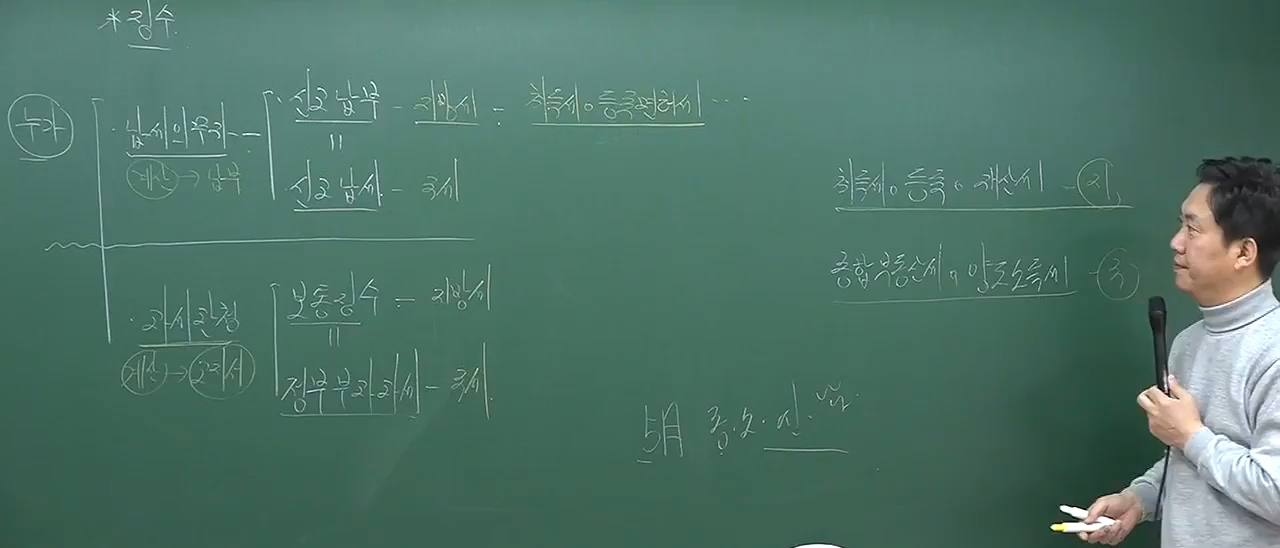 * 징수
부과
· 납세의무자 - 신고납부 - 지방세 : 취득세. 등록면허세 ...
계산 → 납부
=
신고납세 - 국세
· 과세관청
보통징수 - 지방세
계산 → 고지서
=
정부부과과세 - 국세
취득세. 등록. 재산세 - 지
종합부동산세, 양도소득세 - 국
5月 종.소.신.